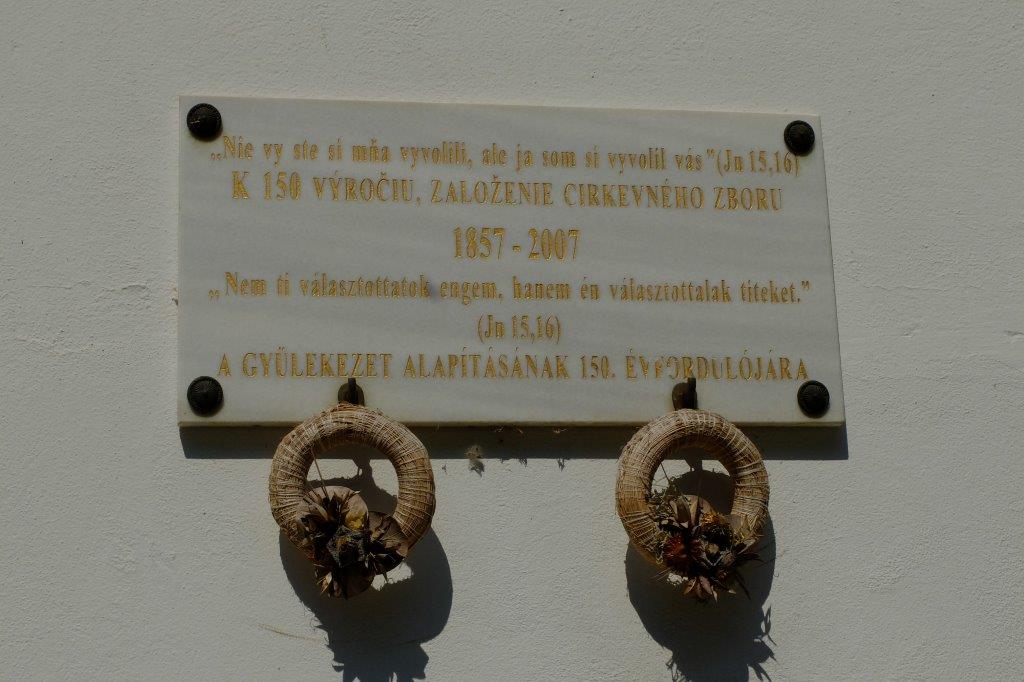 „Nie vy ste si mňa vyvolili, ale ja som si vyvolil vás"(Jn 15,16)
K 150 VÝROČIU, ZALOŽENIE CIRKEVNÉHO ZBORU
1857 - 2007
„Nem ti választottatok engem, hanem én választottalak titeket."
(Jn 15,16)
A GYÜLEKEZET ALAPÍTÁSÁNAK 150. ÉVFORDULÓJÁRA